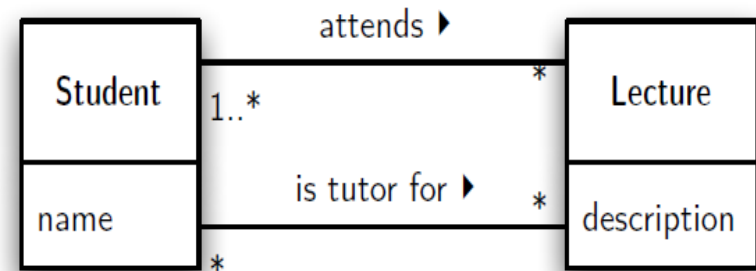 attends ▶
Student
1..*
*
Lecture
name
is tutor for ▶
*
*
description